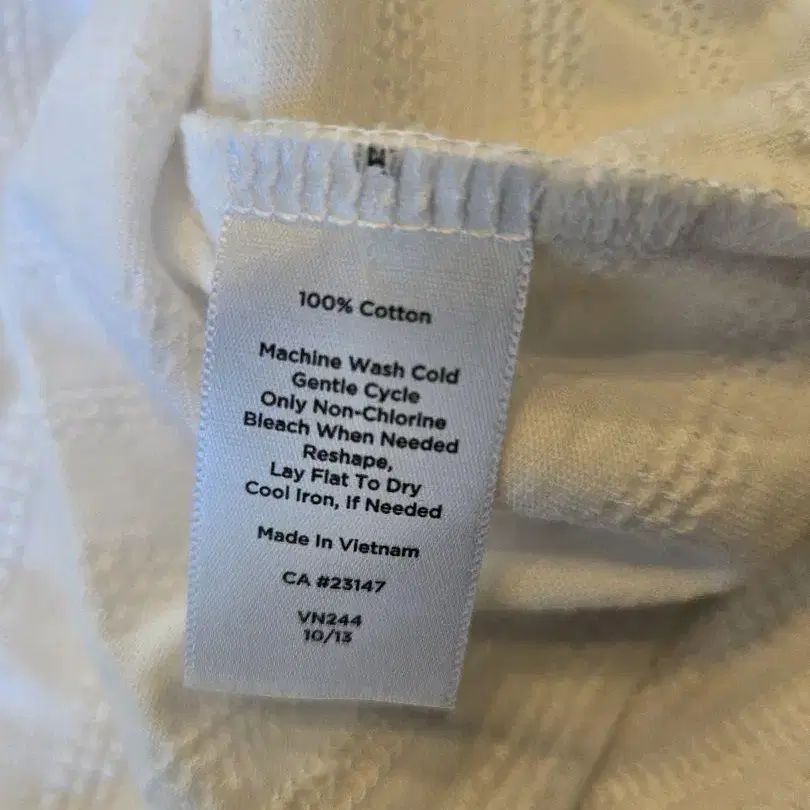 100% Cotton
Machine Wash Cold
Gentle Cycle
Only Non-Chlorine
Bleach When Needed
Reshape,
Lay Flat To Dry
Cool Iron, If Needed
Made In Vietnam
CA #23147
VN244
10/13